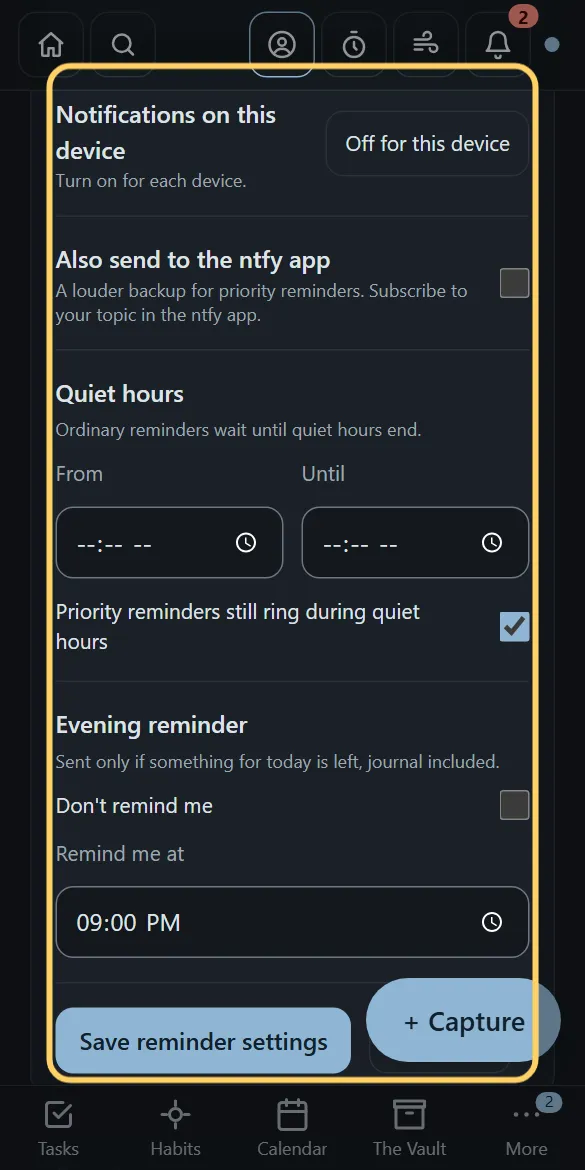 2
Notifications on this
device
Off for this device
Turn on for each device.
Also send to the ntfy app
A louder backup for priority reminders. Subscribe to
your topic in the ntfy app.
Quiet hours
Ordinary reminders wait until quiet hours end.
From
Until
--:-- --
--:-- --
Priority reminders still ring during quiet
hours
Evening reminder
Sent only if something for today is left, journal included.
Don't remind me
Remind me at
09:00 PM
Save reminder settings
+ Capture
2
Tasks
Habits
Calendar
The Vault
More